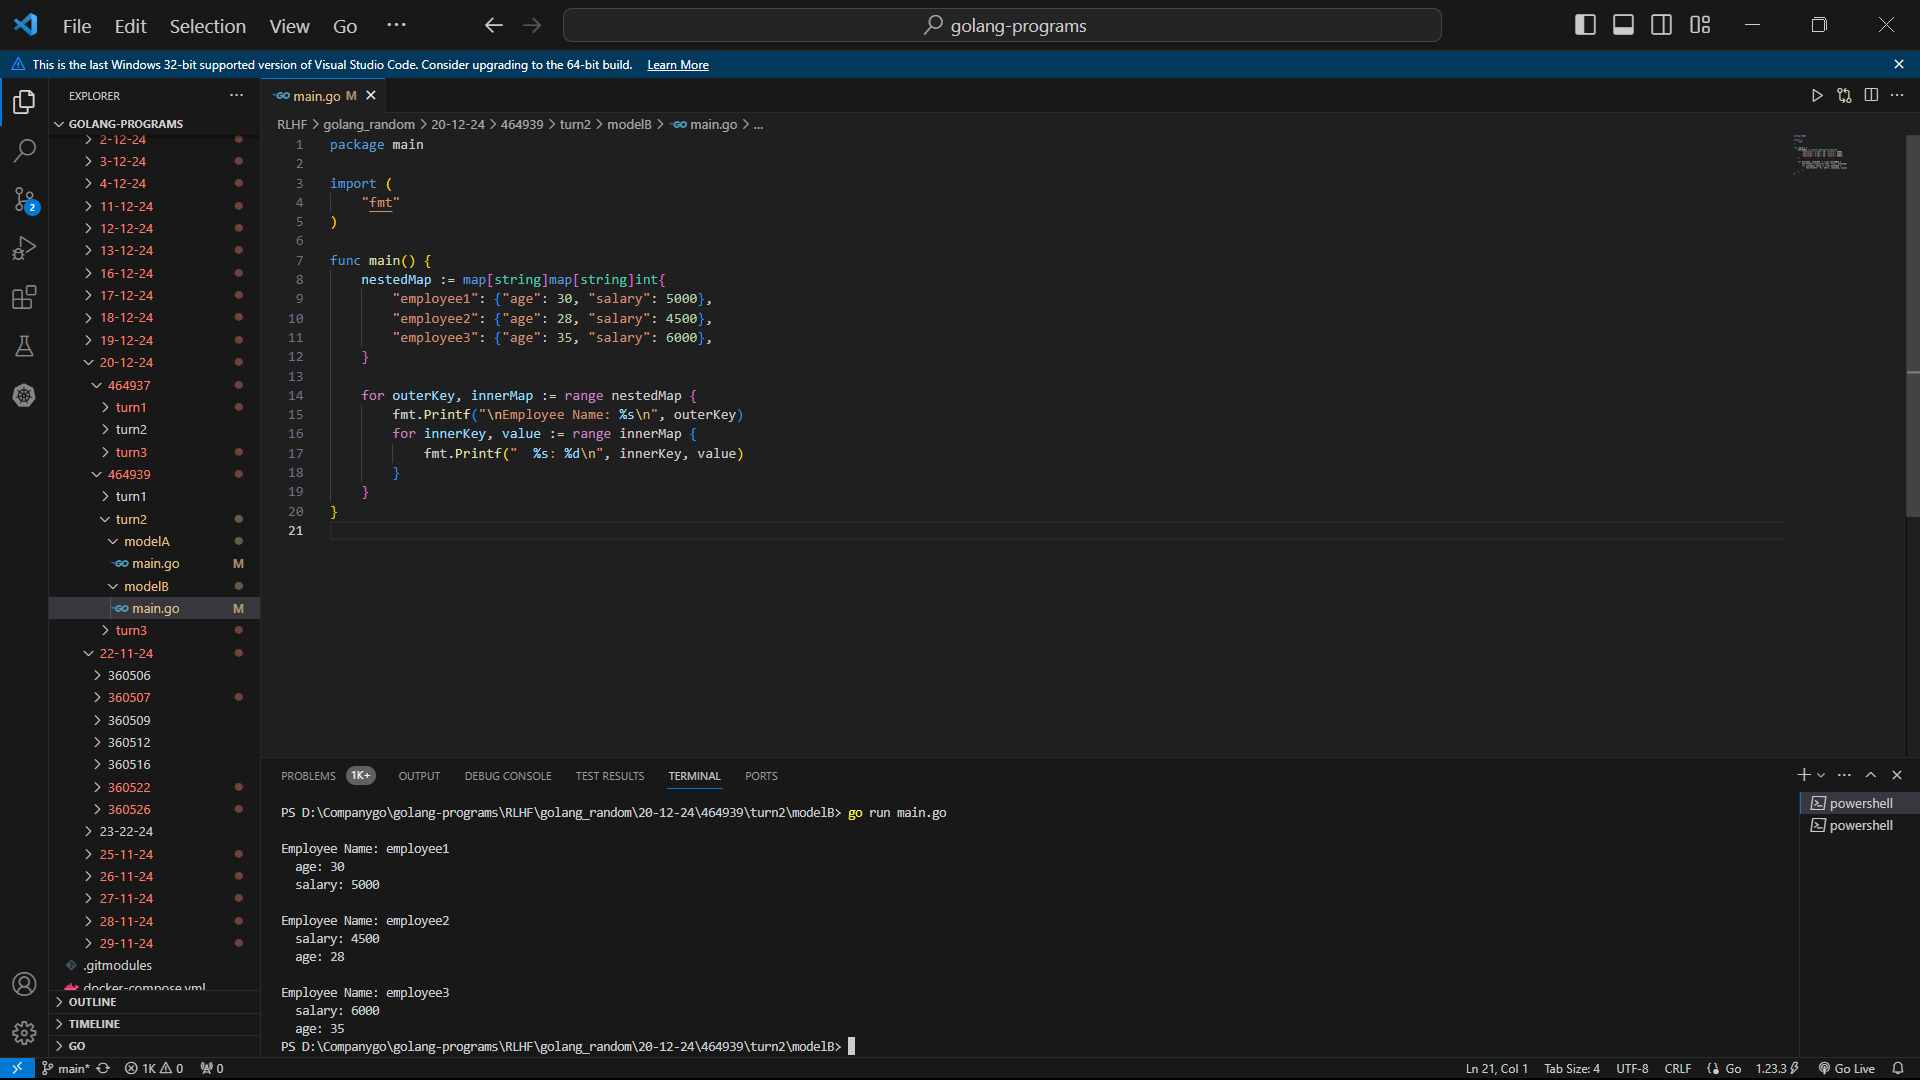 File Edit Selection View Go ···
golang-programs
This is the last Windows 32-bit supported version of Visual Studio Code. Consider upgrading to the 64-bit build. Learn More
EXPLORER
GOLANG-PROGRAMS
2-12-24
3-12-24
4-12-24
11-12-24
12-12-24
13-12-24
16-12-24
17-12-24
18-12-24
19-12-24
20-12-24
464937
turn1
turn2
turn3
464939
turn1
turn2
modelA
GO main.go M
modelB
GO main.go M
turn3
22-11-24
360506
360507
360509
360512
360516
360522
360526
23-22-24
25-11-24
26-11-24
27-11-24
28-11-24
29-11-24
.gitmodules
docker-compose.yml
OUTLINE
TIMELINE
GO
2
GO main.go M
RLHF > golang_random > 20-12-24 > 464939 > turn2 > modelB > GO main.go > ...
1 package main
2
3 import (
4 "fmt"
5 )
6
7 func main() {
8 nestedMap := map[string]map[string]int{
9 "employee1": {"age": 30, "salary": 5000},
10 "employee2": {"age": 28, "salary": 4500},
11 "employee3": {"age": 35, "salary": 6000},
12 }
13
14 for outerKey, innerMap := range nestedMap {
15 fmt.Printf("\nEmployee Name: %s\n", outerKey)
16 for innerKey, value := range innerMap {
17 fmt.Printf("  %s: %d\n", innerKey, value)
18 }
19 }
20 }
21
PROBLEMS 1K+ OUTPUT DEBUG CONSOLE TEST RESULTS TERMINAL PORTS
PS D:\Companygo\golang-programs\RLHF\golang_random\20-12-24\464939\turn2\modelB> go run main.go
Employee Name: employee1
age: 30
salary: 5000
Employee Name: employee2
salary: 4500
age: 28
Employee Name: employee3
salary: 6000
age: 35
PS D:\Companygo\golang-programs\RLHF\golang_random\20-12-24\464939\turn2\modelB>
powershell
powershell
main* 1K 0 0 Ln 21, Col 1 Tab Size: 4 UTF-8 CRLF Go 1.23.3 Go Live